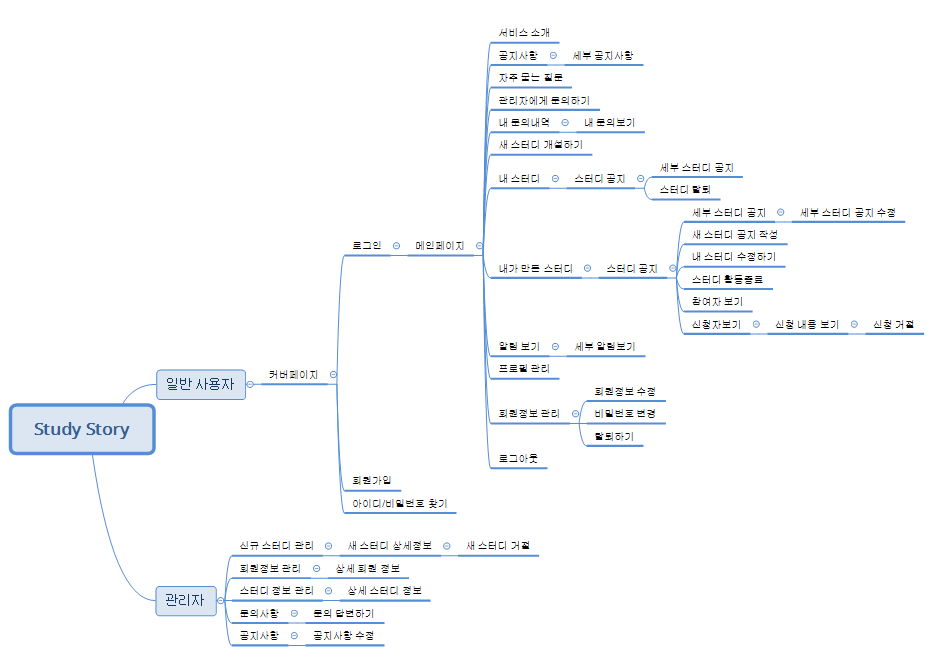 Study Story
일반 사용자
커버페이지
로그인
메인페이지
서비스 소개
공지사항
세부 공지사항
자주 묻는 질문
관리자에게 문의하기
내 문의내역
내 문의보기
새 스터디 개설하기
내 스터디
스터디 공지
세부 스터디 공지
스터디 탈퇴
내가 만든 스터디
스터디 공지
세부 스터디 공지
세부 스터디 공지 수정
새 스터디 공지 작성
내 스터디 수정하기
스터디 활동종료
참여자 보기
신청자보기
신청 내용 보기
신청 거절
알림 보기
세부 알림보기
프로필 관리
회원정보 관리
회원정보 수정
비밀번호 변경
탈퇴하기
로그아웃
회원가입
아이디/비밀번호 찾기
관리자
신규 스터디 관리
새 스터디 상세정보
새 스터디 거절
회원정보 관리
상세 회원 정보
스터디 정보 관리
상세 스터디 정보
문의사항
문의 답변하기
공지사항
공지사항 수정